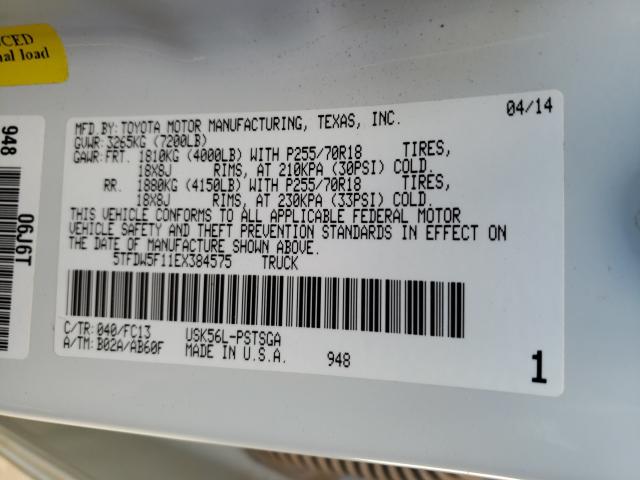 CED
nal load
948
06J6T
MFD BY: TOYOTA MOTOR MANUFACTURING, TEXAS, INC. 04/14
GVWR: 3265KG (7200LB)
GAWR: FRT. 1810KG (4000LB) WITH P255/70R18 TIRES,
18X8J RIMS, AT 210KPA (30PSI) COLD.
RR. 1880KG (4150LB) WITH P255/70R18 TIRES,
18X8J RIMS, AT 230KPA (33PSI) COLD.
THIS VEHICLE CONFORMS TO ALL APPLICABLE FEDERAL MOTOR
VEHICLE SAFETY AND THEFT PREVENTION STANDARDS IN EFFECT ON
THE DATE OF MANUFACTURE SHOWN ABOVE.
5TFDW5F11EX384575 TRUCK
C/TR: 040/FC13 USK56L-PSTSGA
A/TM: B02A/AB60F MADE IN U.S.A. 948
1